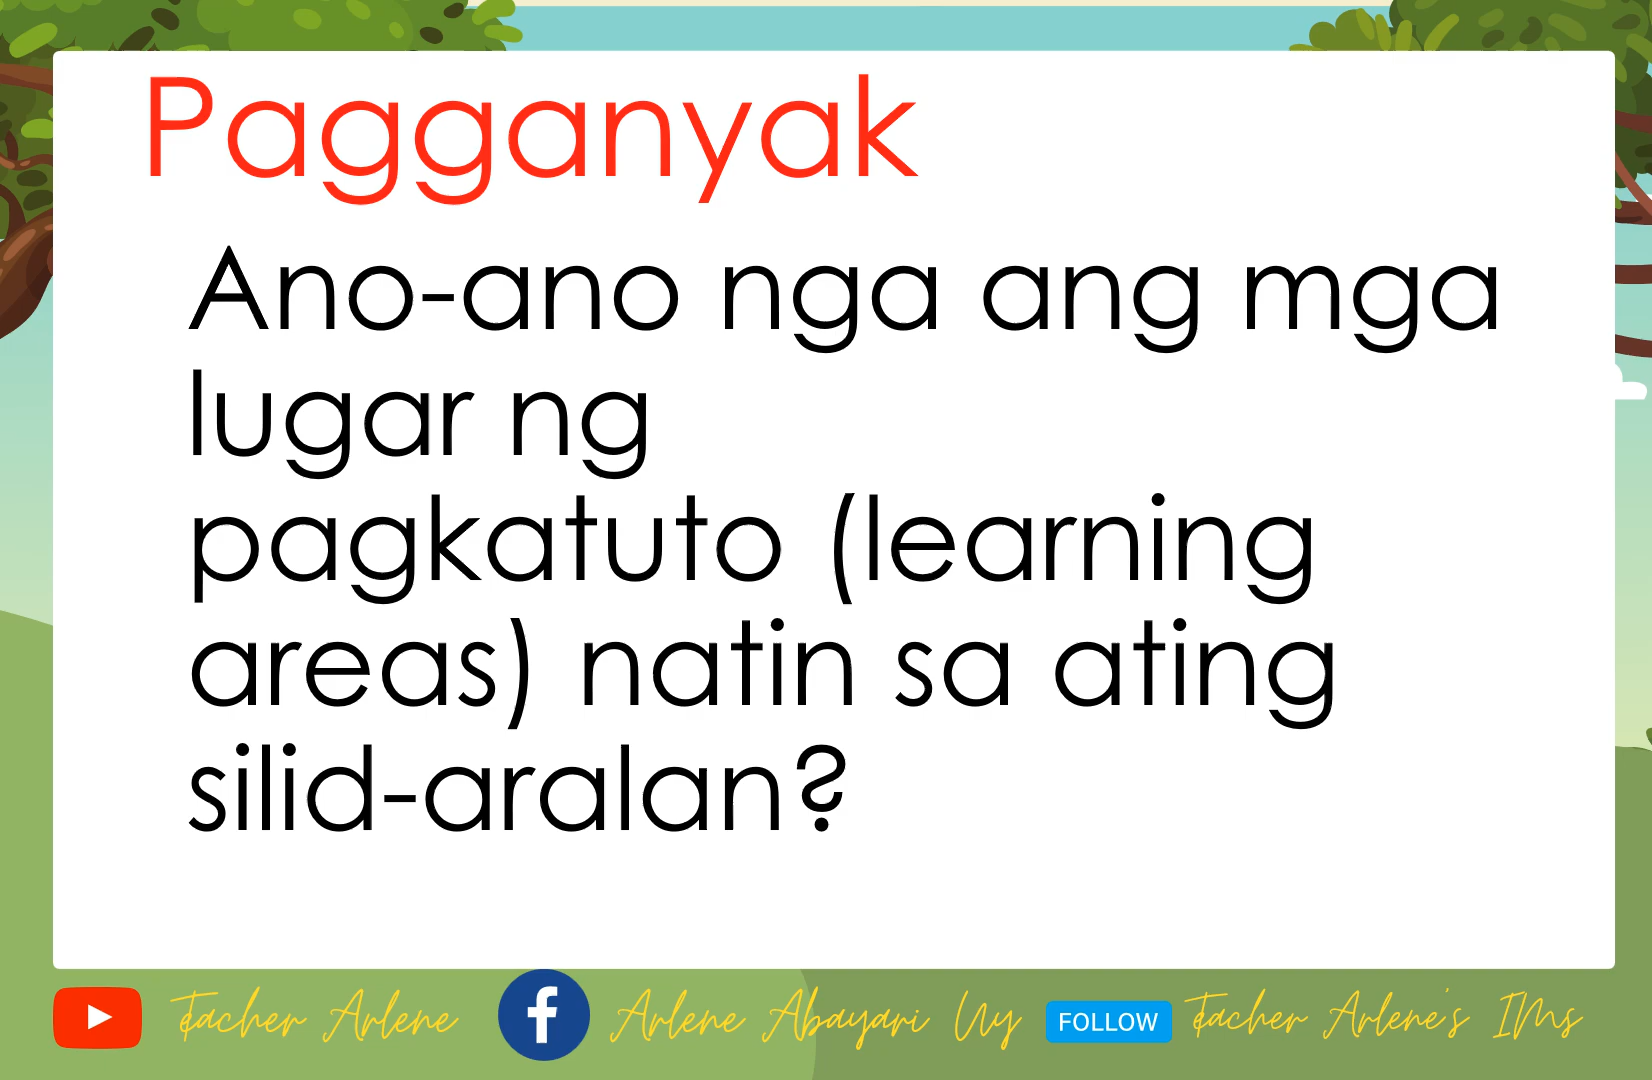 Pagganyak
Ano-ano nga ang mga
lugar ng
pagkatuto (learning
areas) natin sa ating
silid-aralan?
Teacher Arlene Arlene Abayari Uy FOLLOW Teacher Arlene's IMs